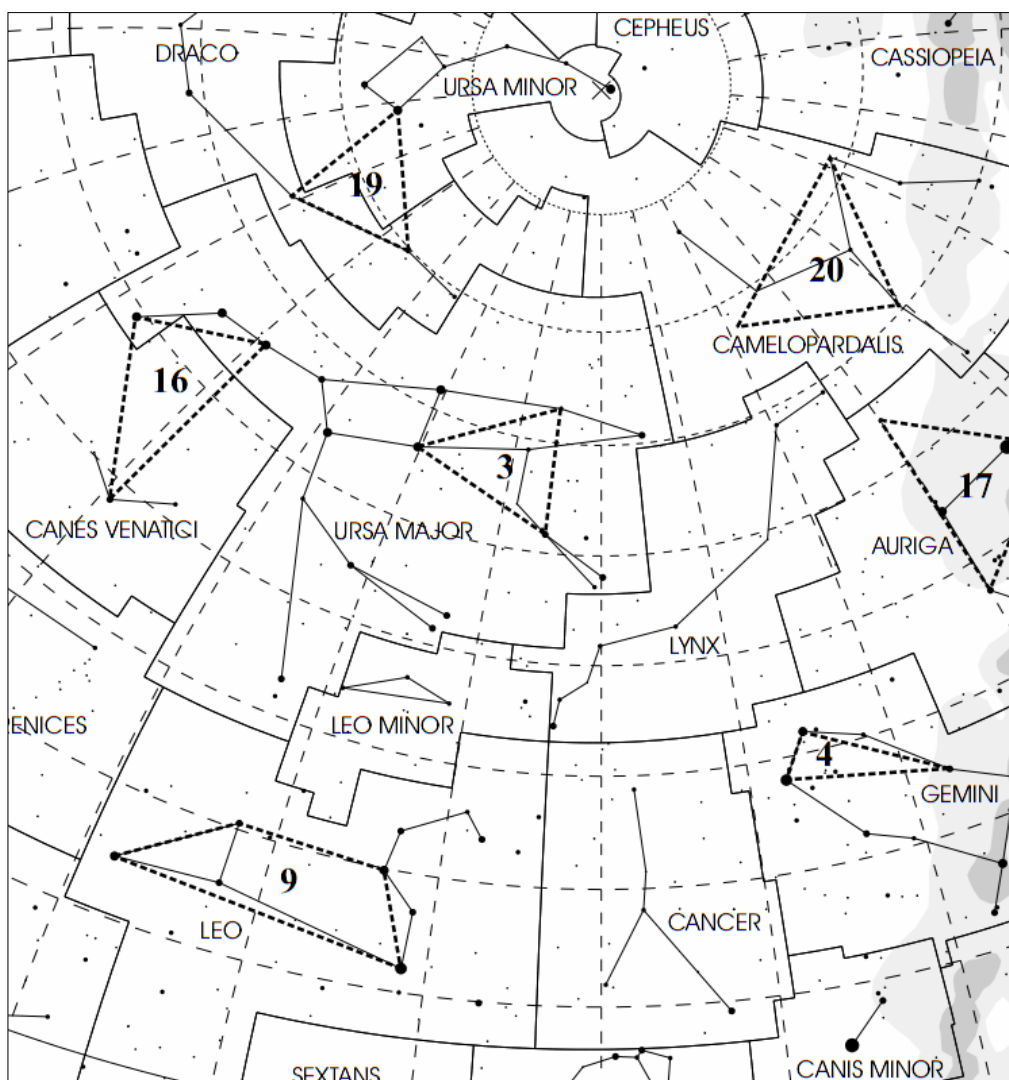 CEPHEUS
DRACO
CASSIOPEIA
URSA MINOR
19
20
CAMELOPARDALIS
16
3
17
CANES VENATICI
URSA MAJOR
AURIGA
LYNX
RENICES
LEO MINOR
4
GEMINI
9
LEO
CANCER
SEXTANS
CANIS MINOR